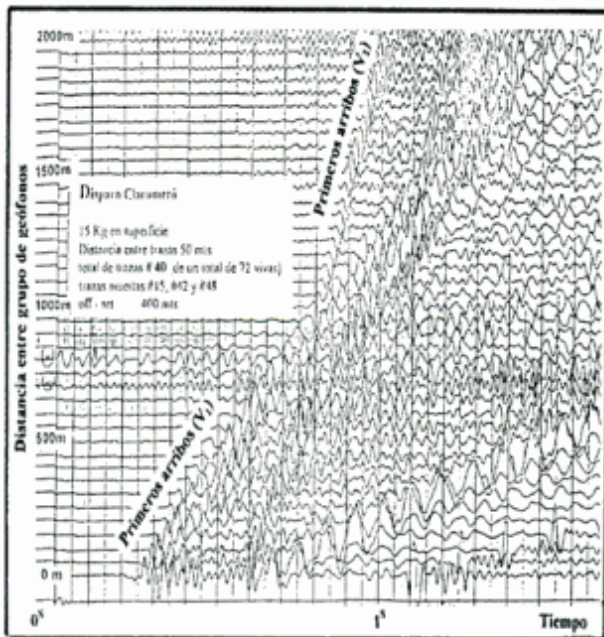 2000m
Primeros arribos (V₂)
1500m
Disparo Claromecó
15 Kg en superficie
Distancia entre trazas 50 mts
total de trazas # 40 de un total de 72 vivas)
trazas muertas #15, #42 y #48
off - set 400 mts
1000m
Distancia entre grupo de geófonos
500m
Primeros arribos (V₁)
0 m
0ˢ
1ˢ
Tiempo